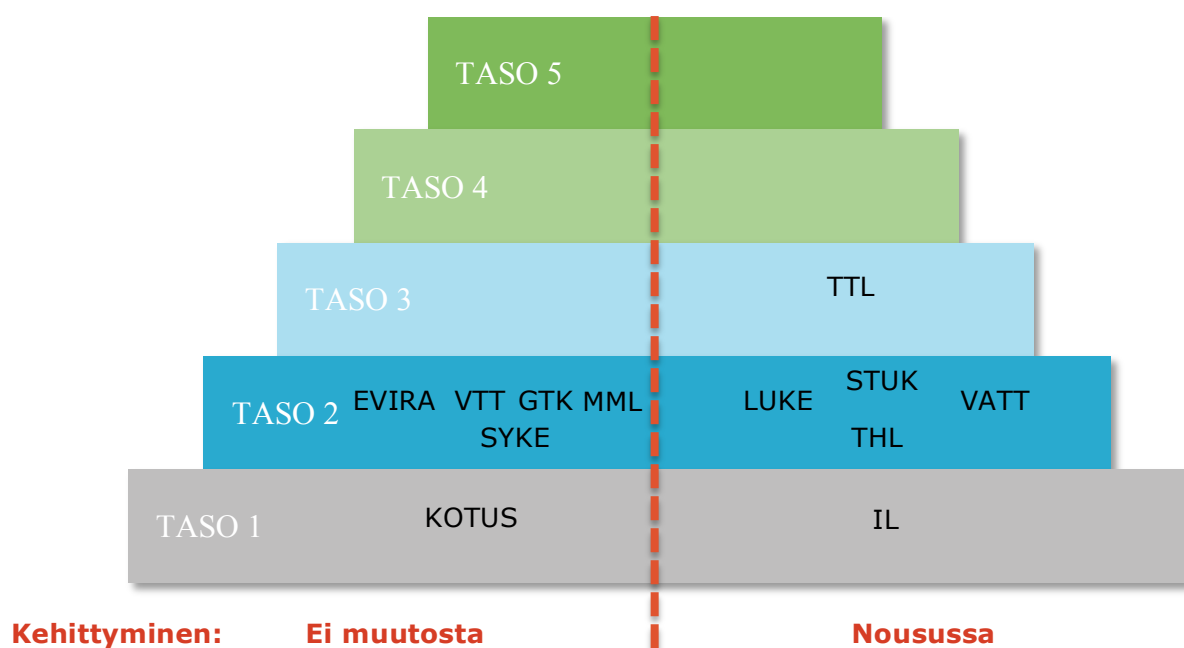 TASO 5
TASO 4
TASO 3 TTL
TASO 2 EVIRA VTT GTK MML LUKE STUK VATT
SYKE THL
TASO 1 KOTUS IL
Kehittyminen: Ei muutosta Nousussa